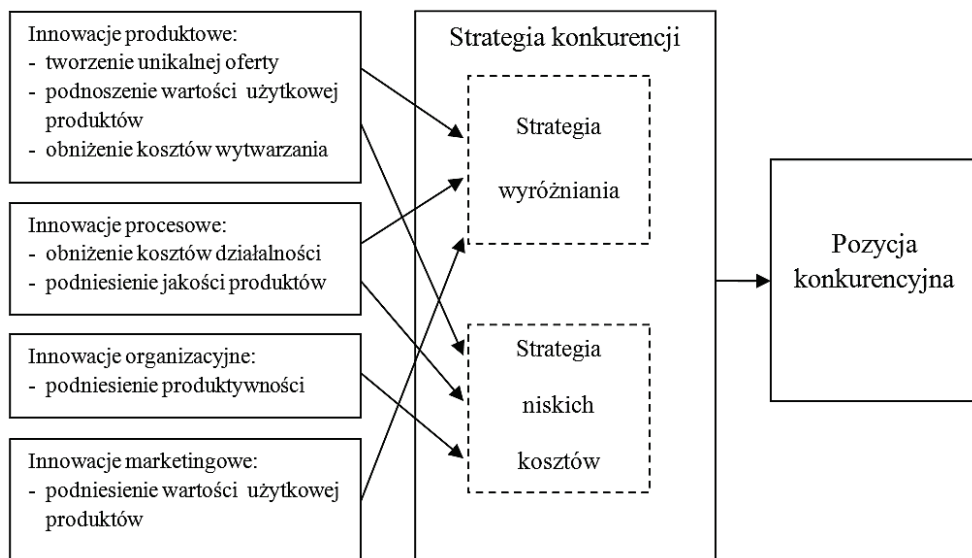 Innowacje produktowe:
- tworzenie unikalnej oferty
- podnoszenie wartości użytkowej
produktów
- obniżenie kosztów wytwarzania
Innowacje procesowe:
- obniżenie kosztów działalności
- podniesienie jakości produktów
Innowacje organizacyjne:
- podniesienie produktywności
Innowacje marketingowe:
- podniesienie wartości użytkowej
produktów
Strategia konkurencji
Strategia
wyróżniania
Strategia
niskich
kosztów
Pozycja
konkurencyjna